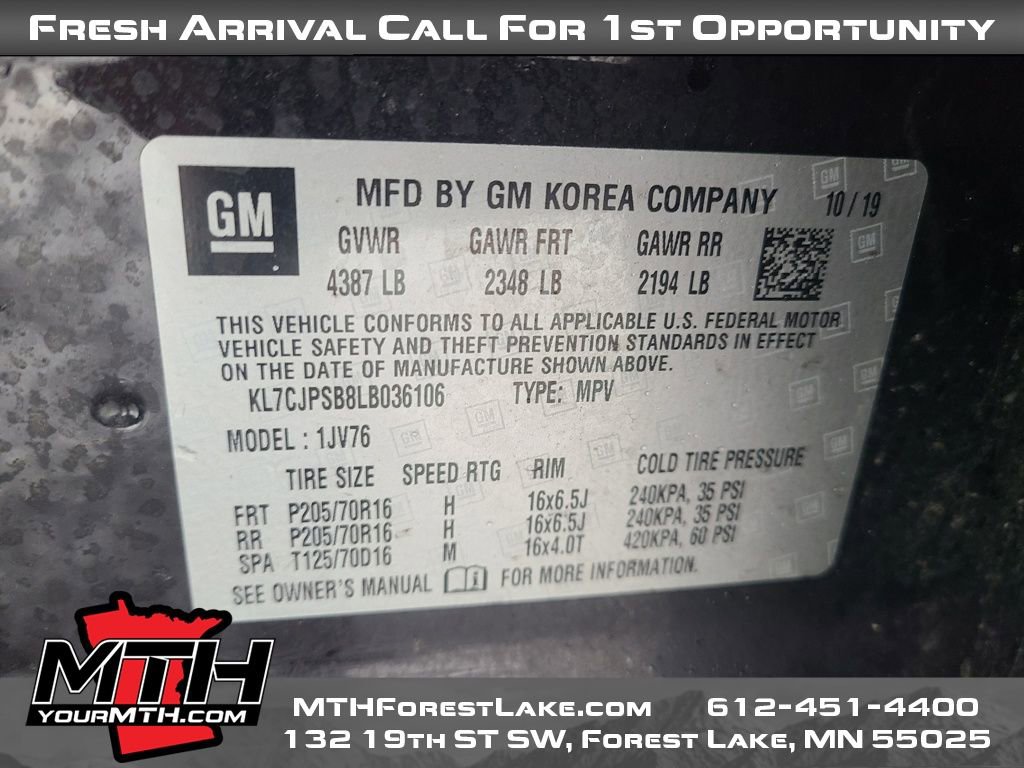 Fresh Arrival Call For 1st Opportunity
GM MFD BY GM KOREA COMPANY 10/19
GVWR GAWR FRT GAWR RR
4387 LB 2348 LB 2194 LB
THIS VEHICLE CONFORMS TO ALL APPLICABLE U.S. FEDERAL MOTOR
VEHICLE SAFETY AND THEFT PREVENTION STANDARDS IN EFFECT
ON THE DATE OF MANUFACTURE SHOWN ABOVE.
KL7CJPSB8LB036106 TYPE: MPV
MODEL : 1JV76
TIRE SIZE SPEED RTG RIM COLD TIRE PRESSURE
FRT P205/70R16 H 16x6.5J 240KPA, 35 PSI
RR P205/70R16 H 16x6.5J 240KPA, 35 PSI
SPA T125/70D16 M 16x4.0T 420KPA, 60 PSI
SEE OWNER'S MANUAL FOR MORE INFORMATION.
MTH
YOURMTH.COM
MTHForestLake.com 612-451-4400
132 19th ST SW, Forest Lake, MN 55025